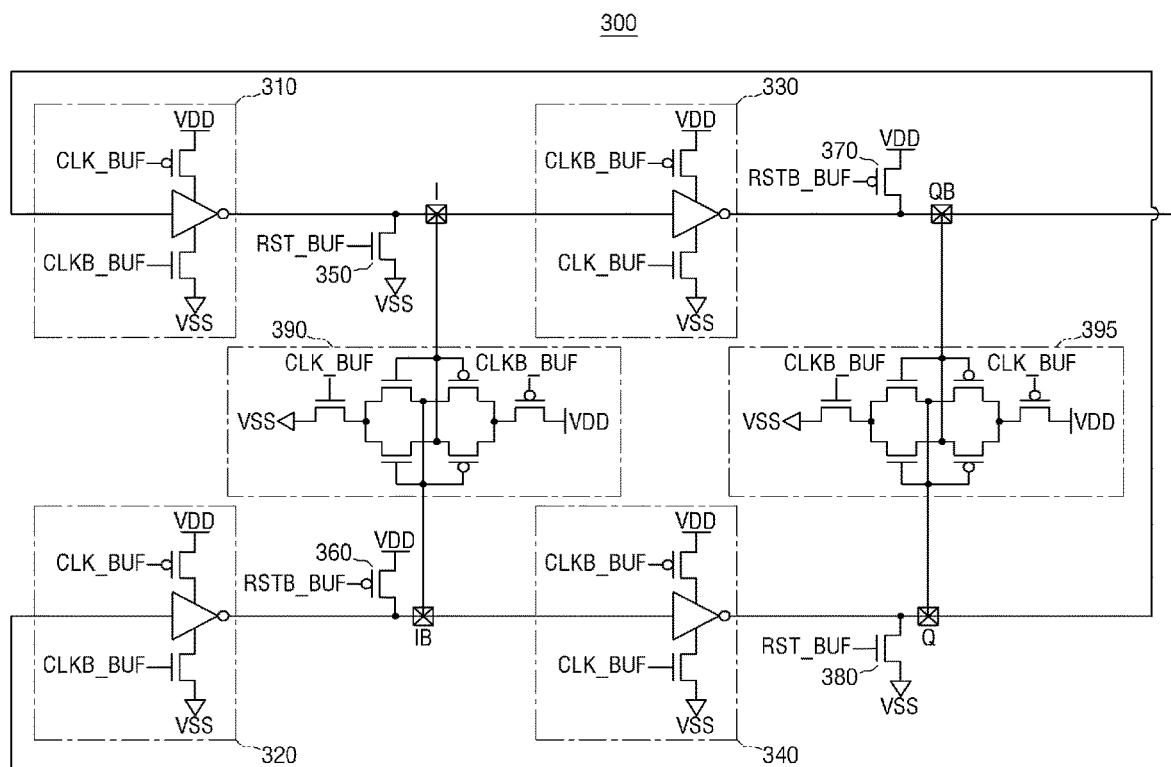 300
310
VDD
CLK_BUF
CLKB_BUF
VSS
330
VDD
CLKB_BUF
CLK_BUF
VSS
370
VDD
RSTB_BUF
I
QB
RST_BUF
350
VSS
390
CLK_BUF
CLKB_BUF
VSS
VDD
395
CLKB_BUF
CLK_BUF
VSS
VDD
VDD
CLK_BUF
CLKB_BUF
VSS
320
360
VDD
RSTB_BUF
IB
VDD
CLKB_BUF
CLK_BUF
VSS
340
Q
RST_BUF
380
VSS